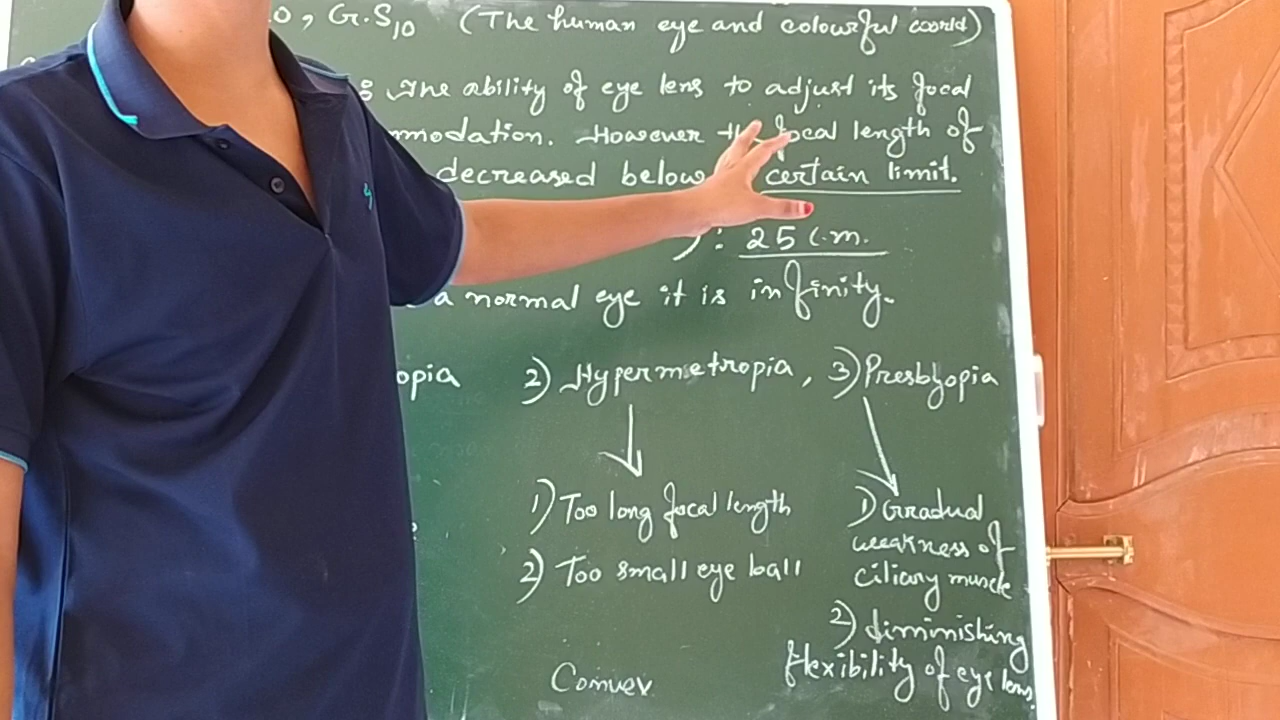 , G.S10 (The human eye and colourful world)
: The ability of eye lens to adjust its focal
mmodation. However the focal length of
decreased below certain limit.
) : 25 c.m.
a normal eye it is infinity.
opia 2) Hypermetropia, 3) Presbyopia
1) Too long focal length
2) Too small eye ball
1) Gradual
weakness of
ciliary muscle
2) diminishing
flexibility of eye lens.
Convex